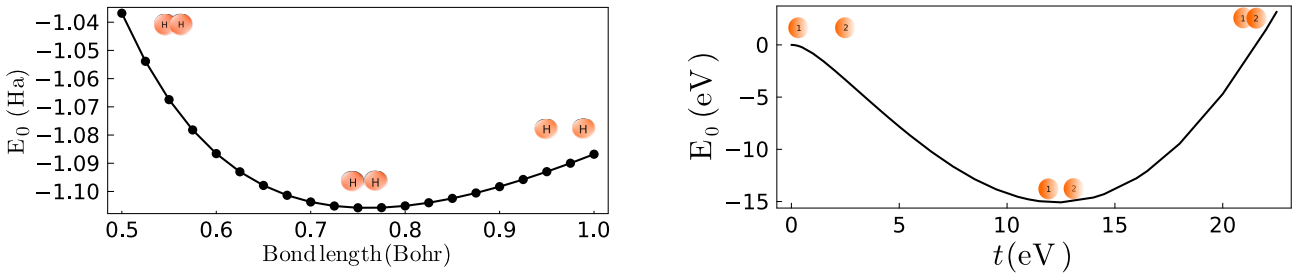 −1.04
−1.05
−1.06
−1.07
−1.08
−1.09
−1.10
E₀ (Ha)
H H
H H
H H
0.5 0.6 0.7 0.8 0.9 1.0
Bond length (Bohr)
0
−5
−10
−15
E₀ (eV)
1 2
1 2
1 2
0 5 10 15 20
t (eV)